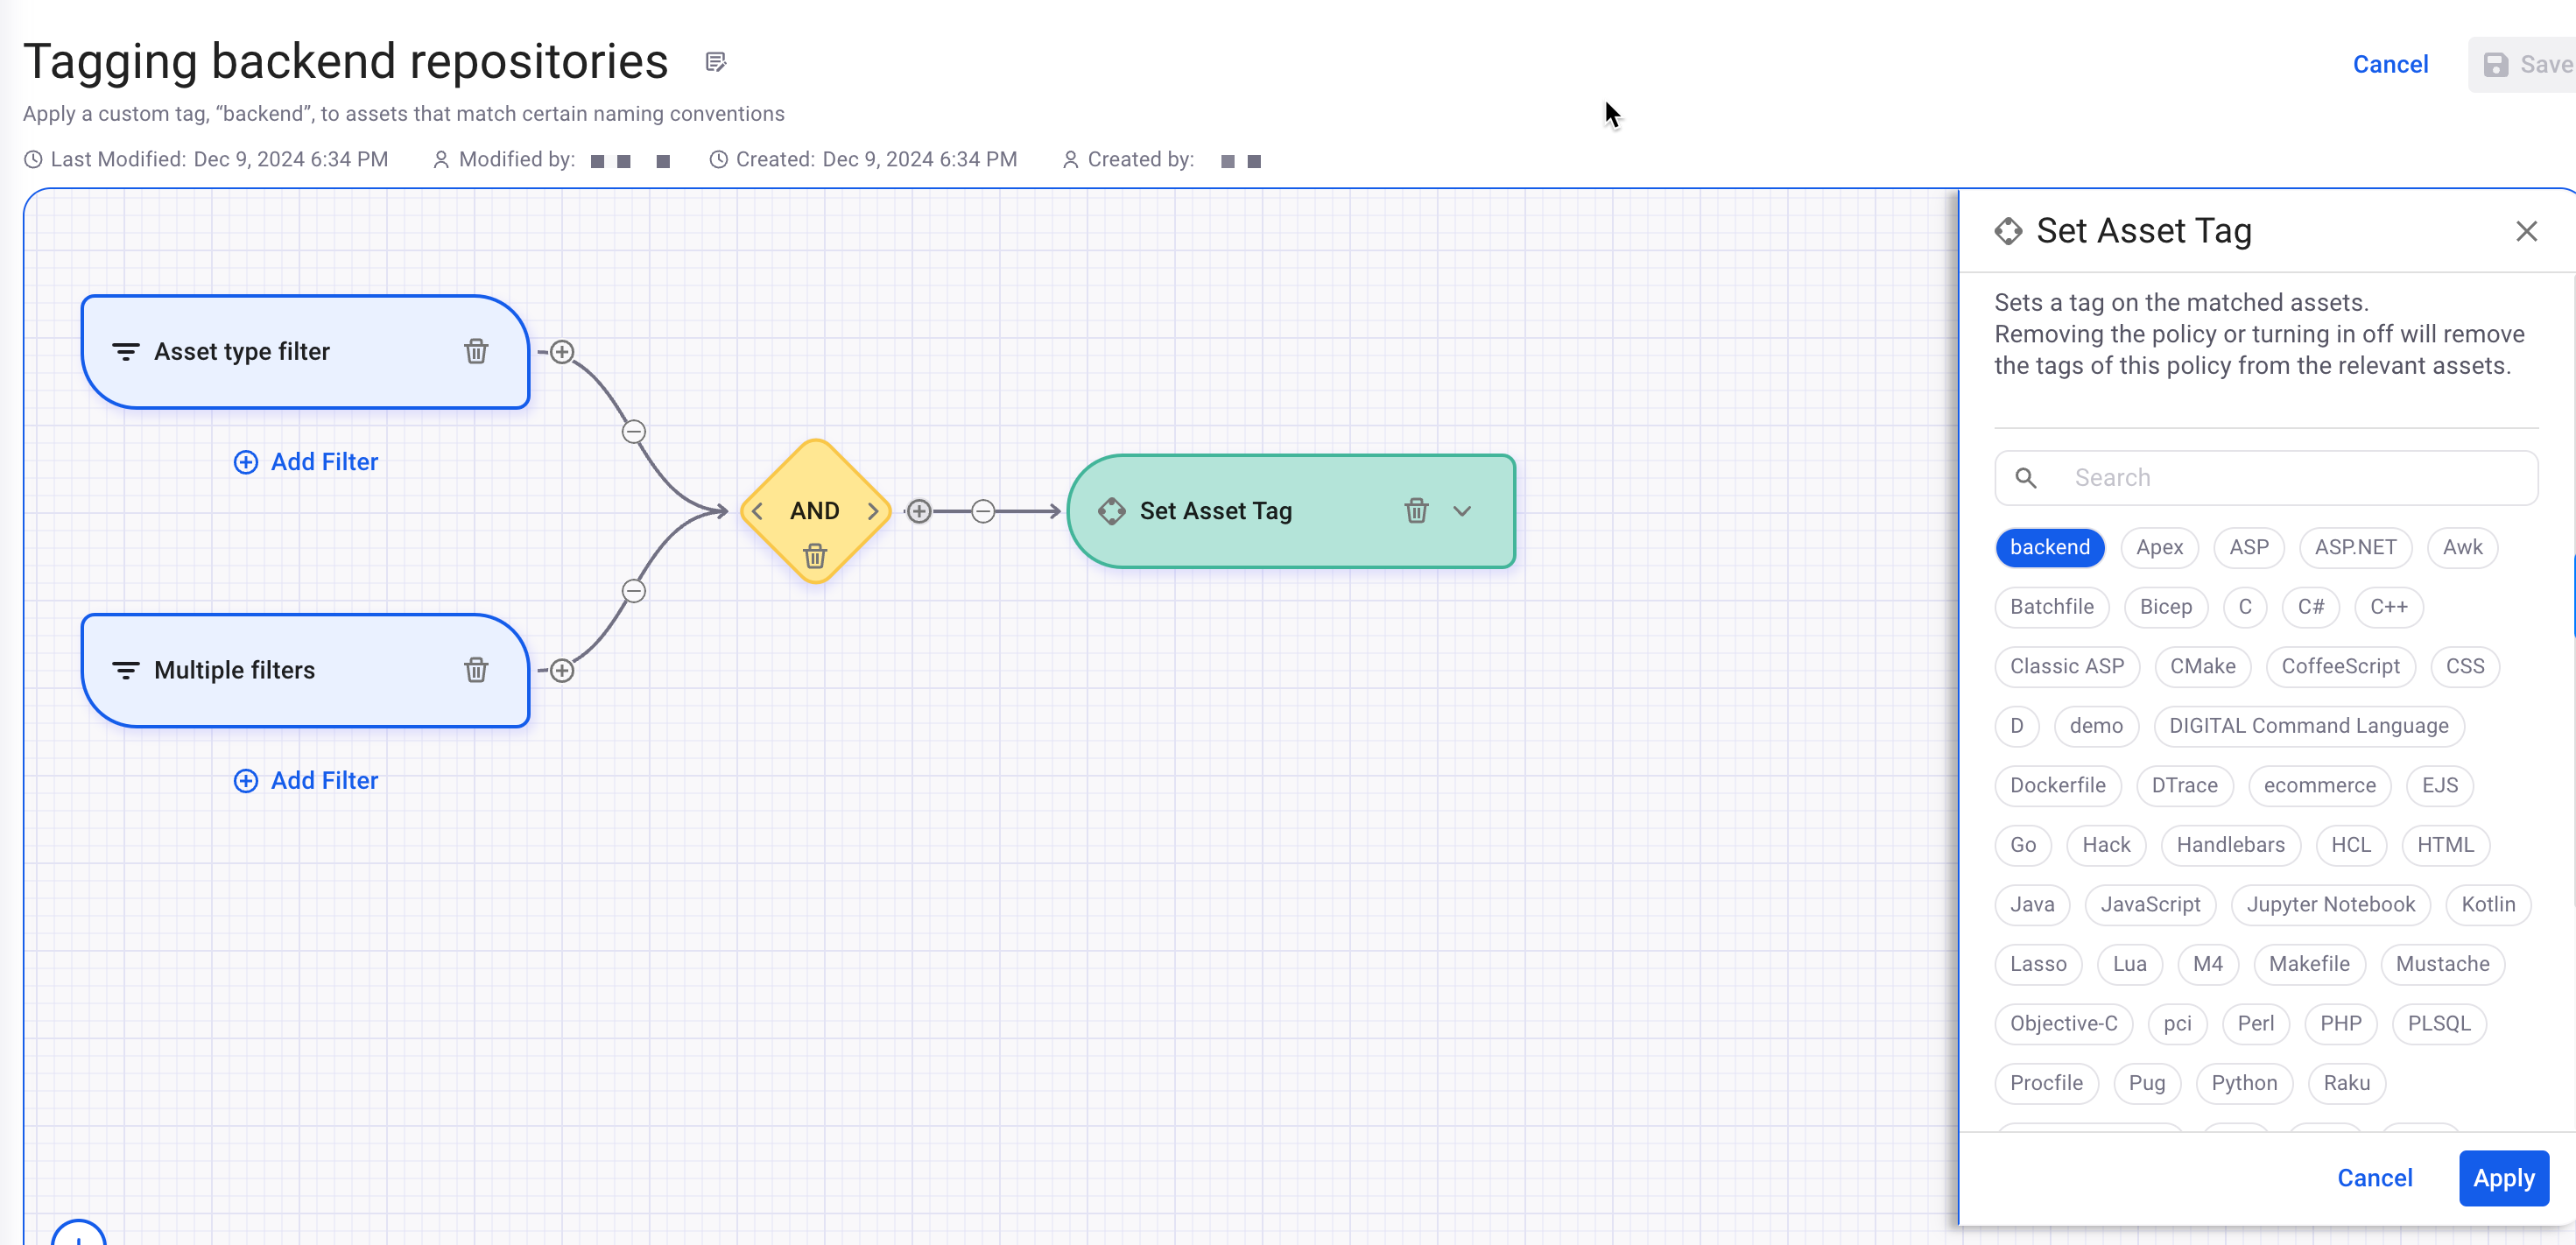 Tagging backend repositories
Cancel
Save
Apply a custom tag, “backend”, to assets that match certain naming conventions
Last Modified: Dec 9, 2024 6:34 PM
Modified by:
Created: Dec 9, 2024 6:34 PM
Created by:
Asset type filter
Add Filter
AND
Set Asset Tag
Multiple filters
Add Filter
Set Asset Tag
Sets a tag on the matched assets.
Removing the policy or turning in off will remove
the tags of this policy from the relevant assets.
Search
backend Apex ASP ASP.NET Awk
Batchfile Bicep C C# C++
Classic ASP CMake CoffeeScript CSS
D demo DIGITAL Command Language
Dockerfile DTrace ecommerce EJS
Go Hack Handlebars HCL HTML
Java JavaScript Jupyter Notebook Kotlin
Lasso Lua M4 Makefile Mustache
Objective-C pci Perl PHP PLSQL
Procfile Pug Python Raku
Cancel
Apply